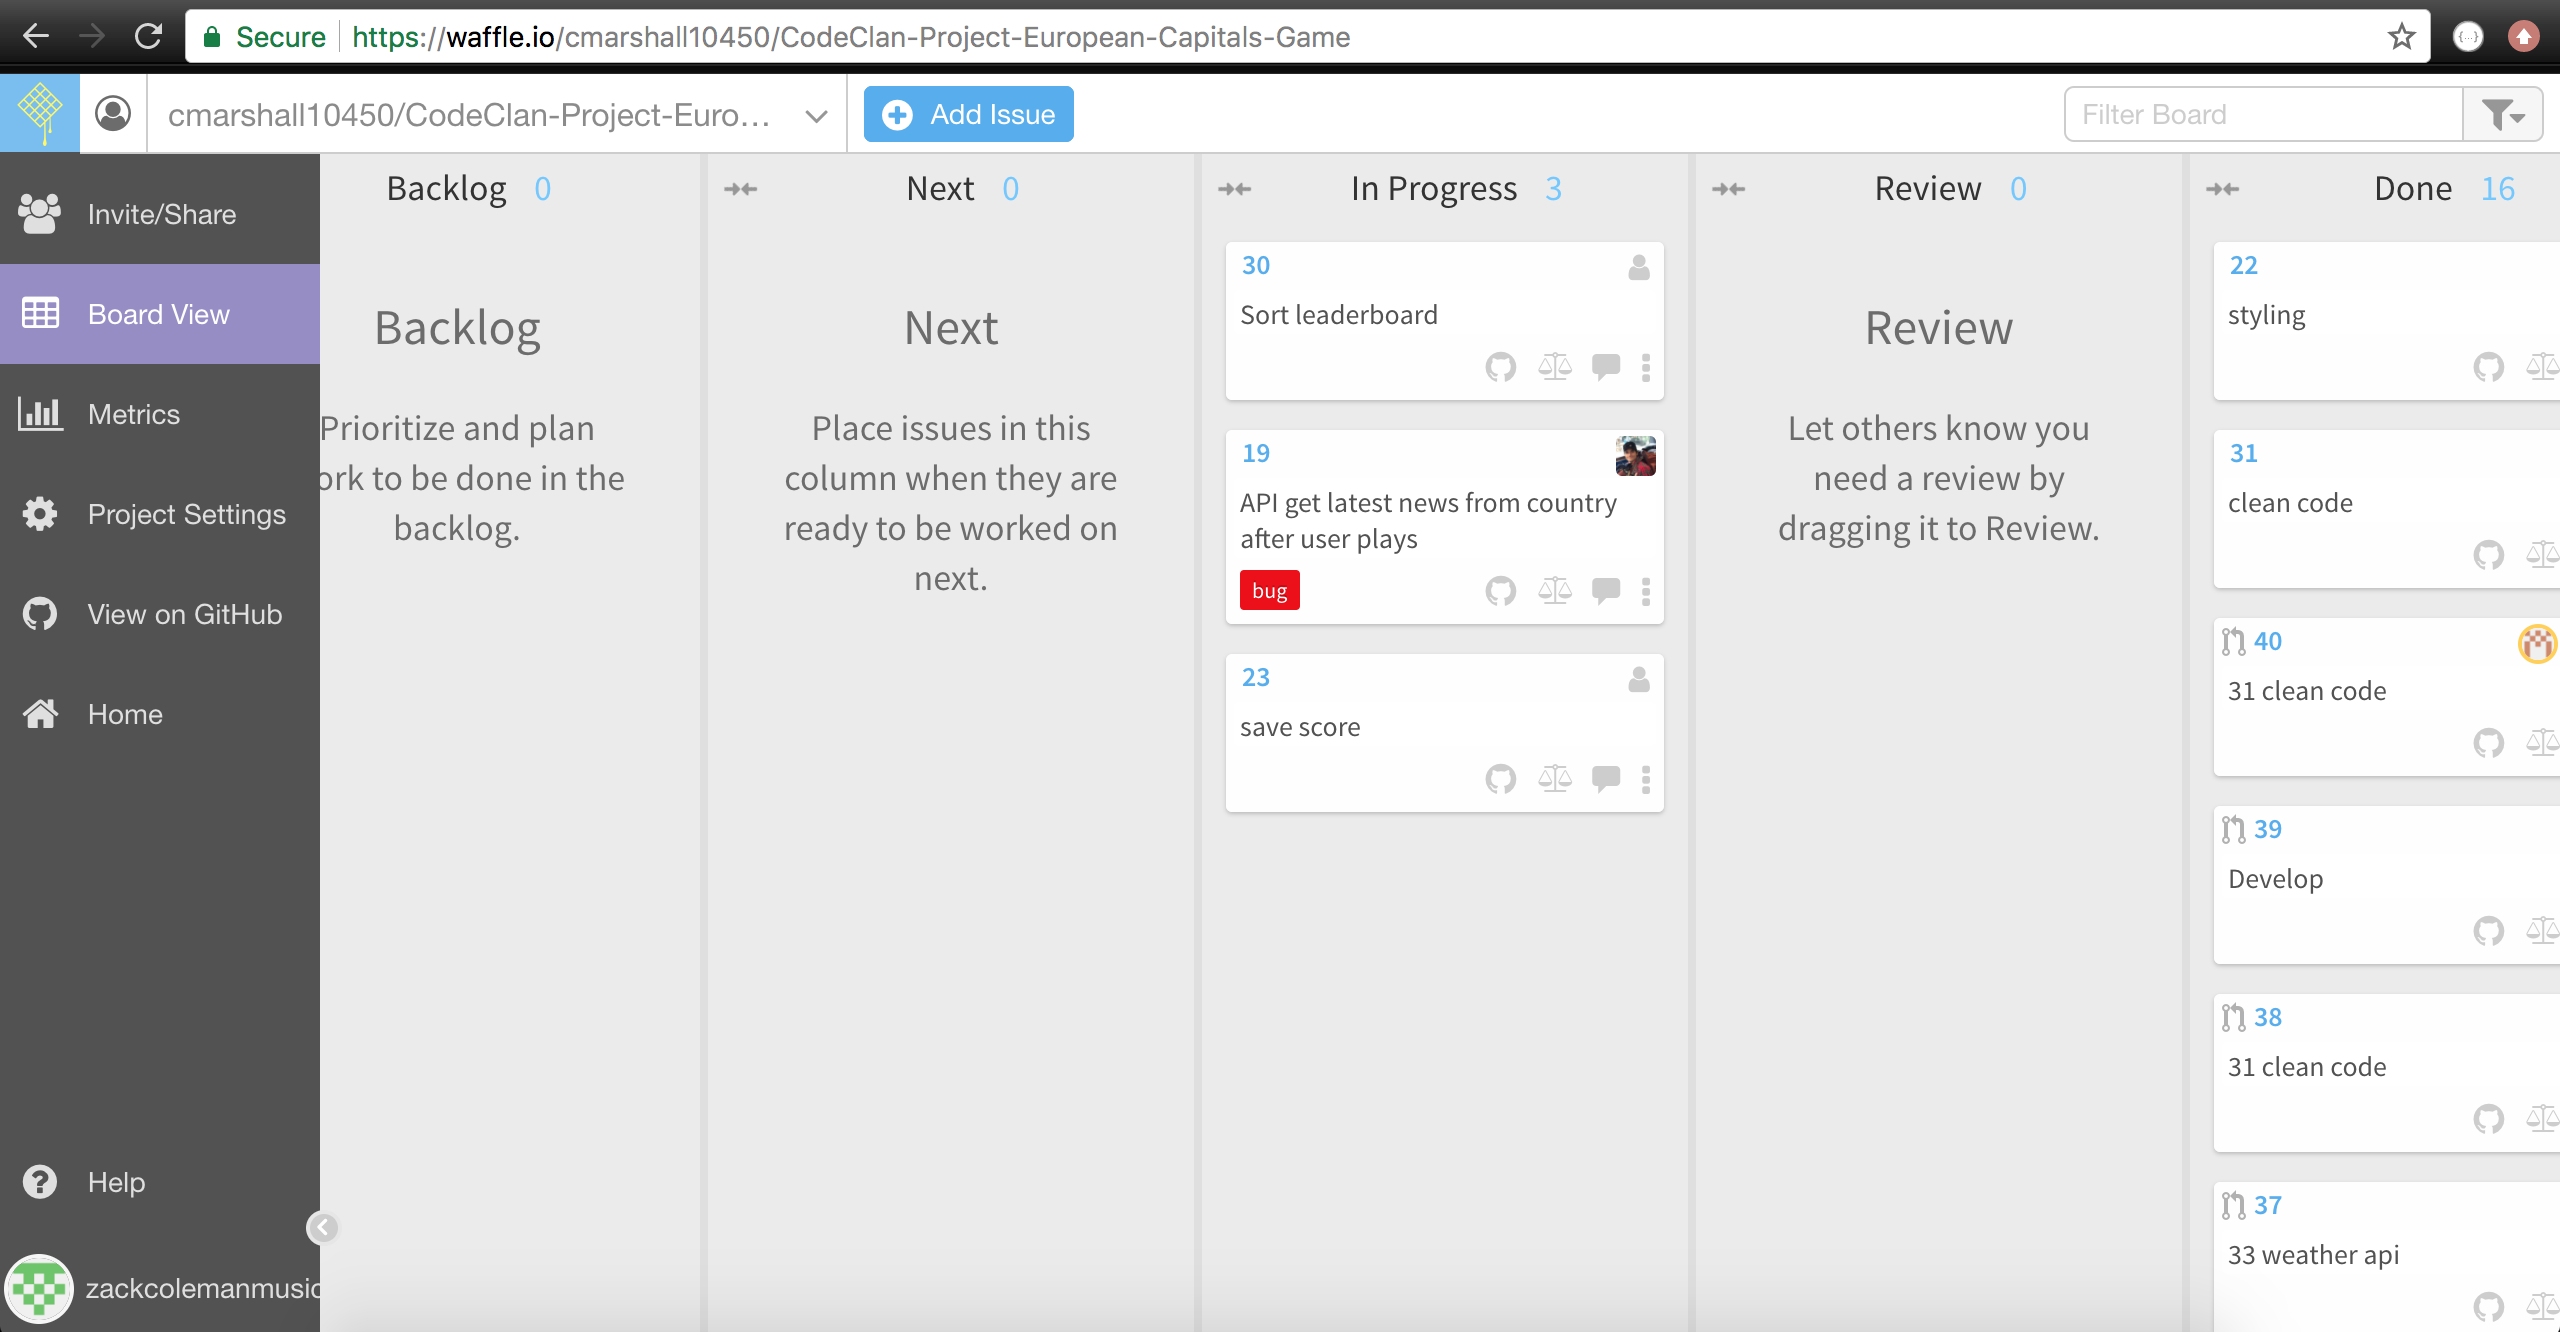 Secure https://waffle.io/cmarshall10450/CodeClan-Project-European-Capitals-Game
cmarshall10450/CodeClan-Project-Euro...
Add Issue
Filter Board
Invite/Share
Board View
Metrics
Project Settings
View on GitHub
Home
Help
zackcolemanmusic
Backlog 0
Backlog
Prioritize and plan
ork to be done in the
backlog.
Next 0
Next
Place issues in this
column when they are
ready to be worked on
next.
In Progress 3
30
Sort leaderboard
19
API get latest news from country
after user plays
bug
23
save score
Review 0
Review
Let others know you
need a review by
dragging it to Review.
Done 16
22
styling
31
clean code
40
31 clean code
39
Develop
38
31 clean code
37
33 weather api